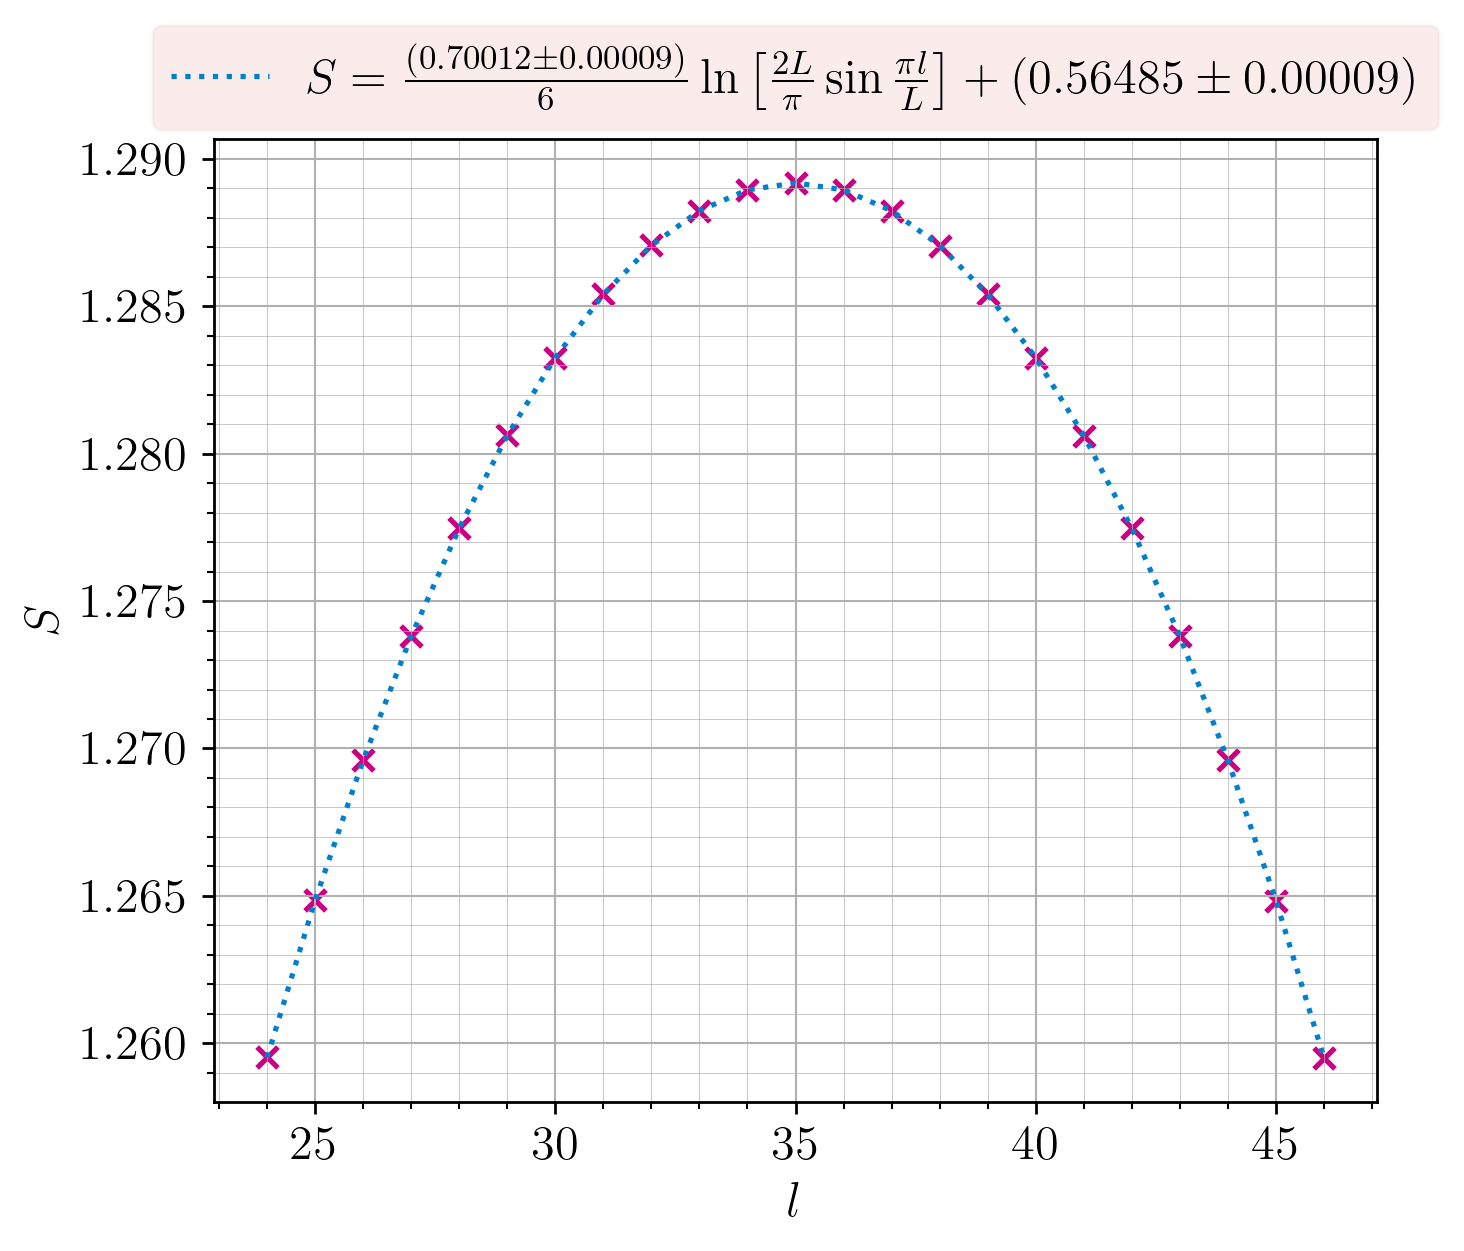 S = (0.70012±0.00009)/6 ln [2L/π sin πl/L] + (0.56485 ± 0.00009)
1.290
1.285
1.280
1.275
1.270
1.265
1.260
S
25 30 35 40 45
l